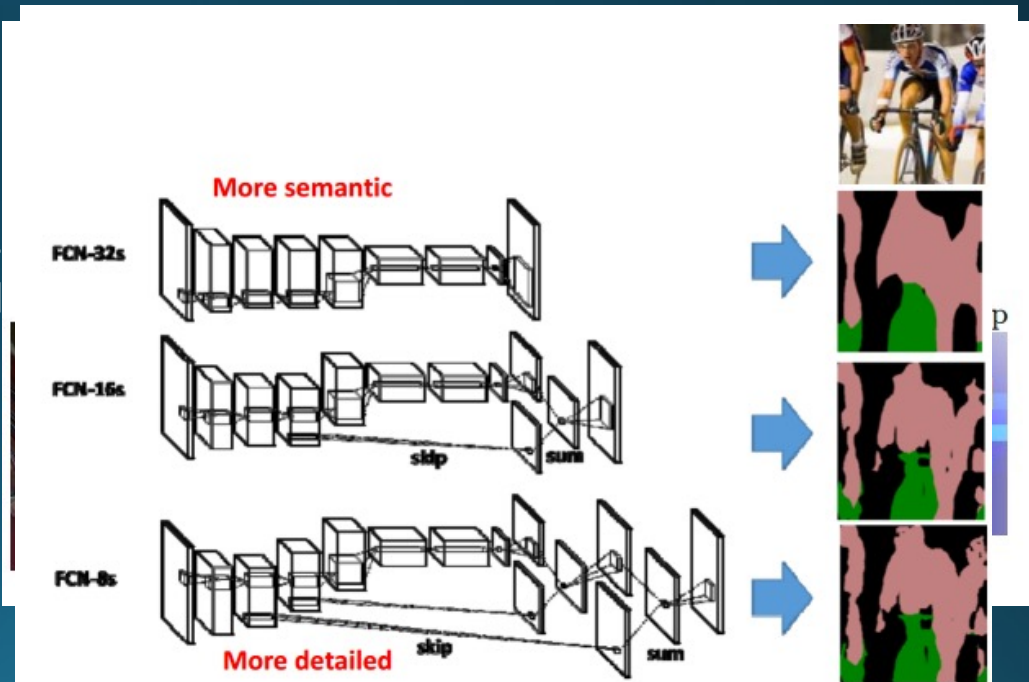 More semantic
FCN-32s
p
FCN-16s
skip
sum
FCN-8s
skip
sum
More detailed